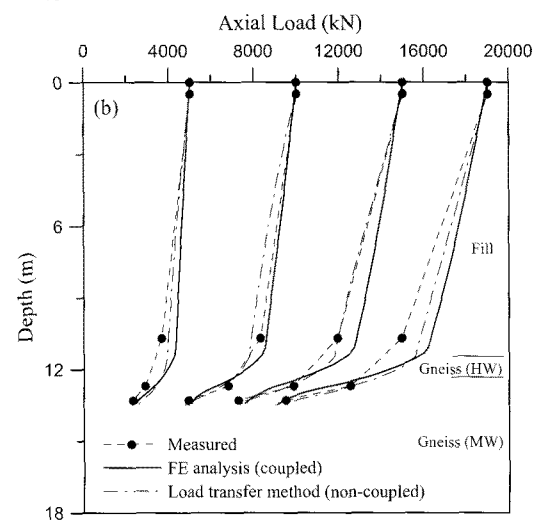 Axial Load (kN)
0 4000 8000 12000 16000 20000
0
(b)
6
Fill
Depth (m)
12
Gneiss (HW)
Gneiss (MW)
Measured
FE analysis (coupled)
Load transfer method (non-coupled)
18